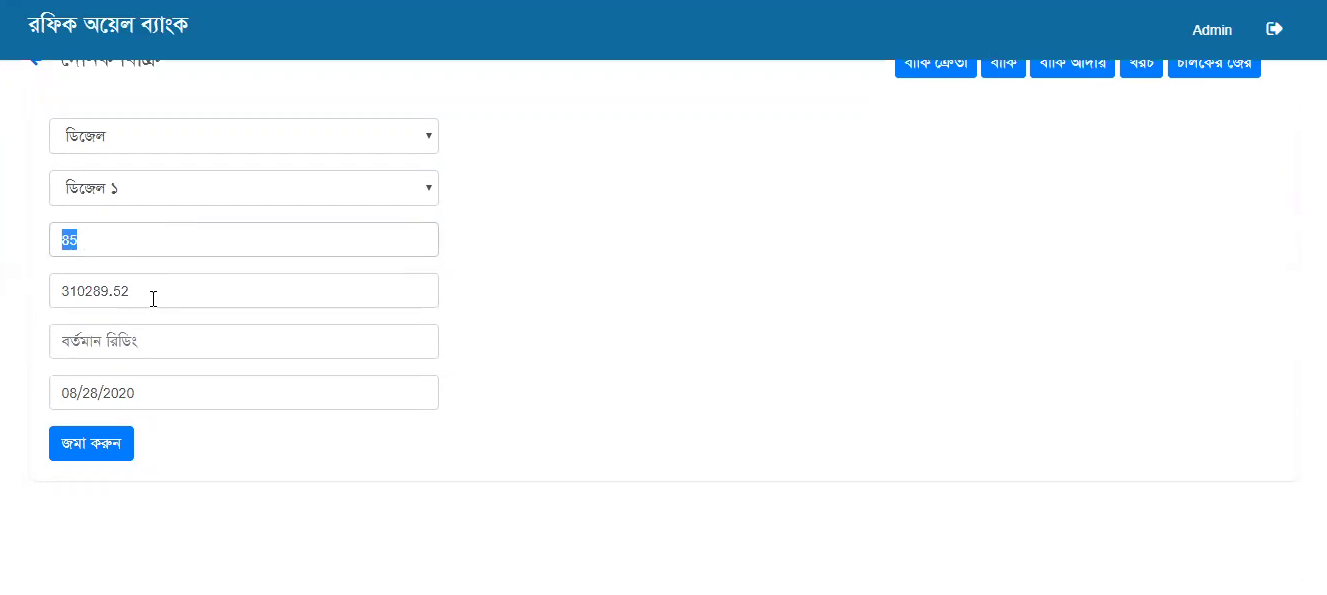 রফিক অয়েল ব্যাংক
Admin
বাকি ক্রেতা বাকি বাকি আদায় খরচ চালকের জের
ডিজেল
ডিজেল ১
85
310289.52
বর্তমান রিডিং
08/28/2020
জমা করুন